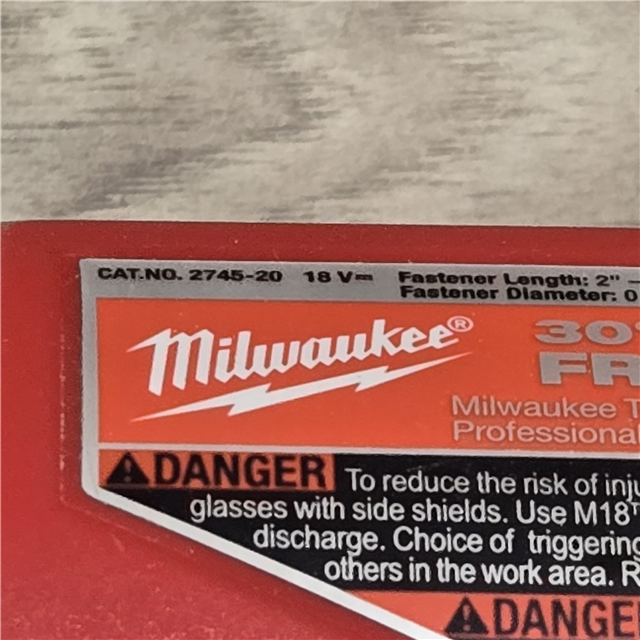 CAT.NO. 2745-20 18 V⎓ Fastener Length: 2" –
Fastener Diameter: 0
Milwaukee®
30
FR
Milwaukee T
Professional
⚠DANGER To reduce the risk of inju
glasses with side shields. Use M18™
discharge. Choice of triggering
others in the work area. R
⚠DANGE